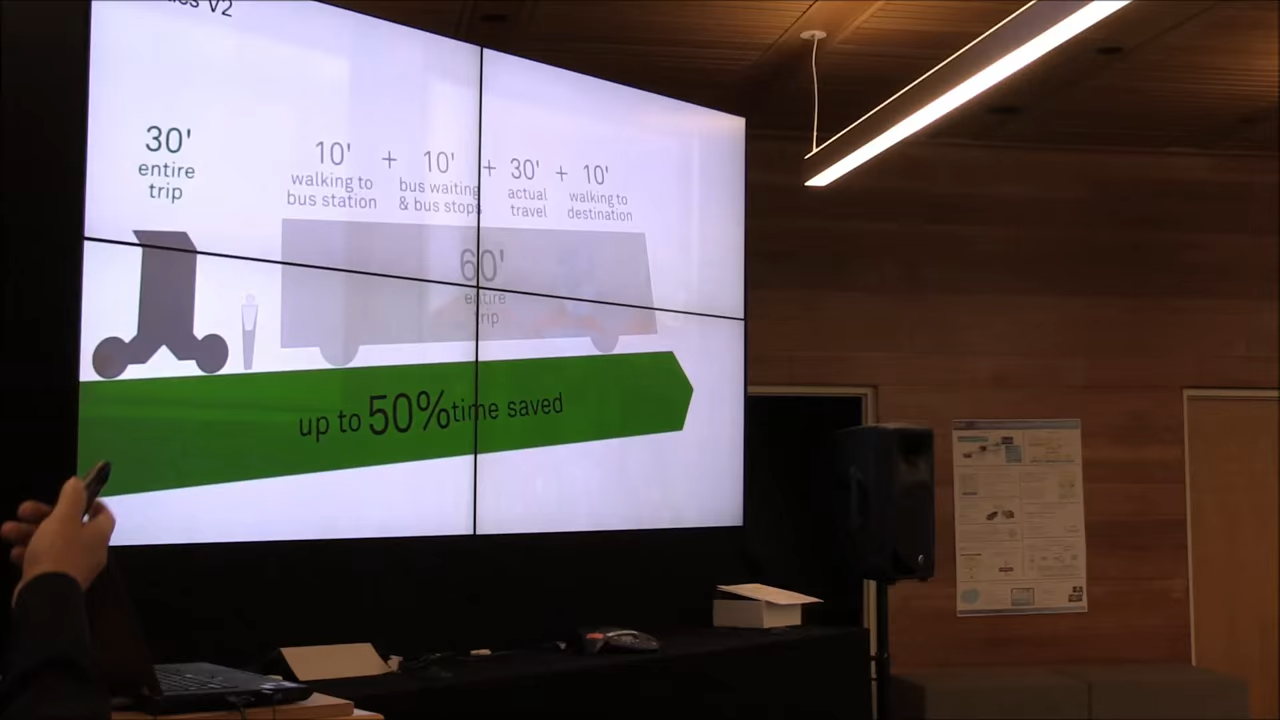 V2
30'
entire
trip
10' + 10' + 30' + 10'
walking to
bus station
bus waiting
& bus stops
actual
travel
walking to
destination
60'
entire
trip
up to 50% time saved